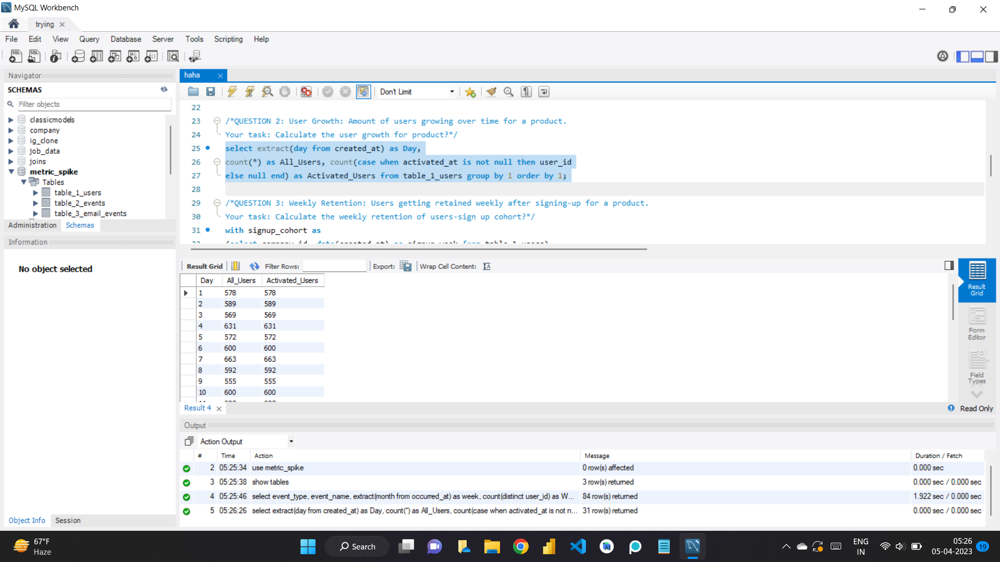 MySQL Workbench
trying
File Edit View Query Database Server Tools Scripting Help
Navigator
SCHEMAS
Filter objects
classicmodels
company
ig_clone
job_data
joins
metric_spike
Tables
table_1_users
table_2_events
table_3_email_events
Administration Schemas
Information
No object selected
Object Info Session
haha
Don't Limit
22
23 /*QUESTION 2: User Growth: Amount of users growing over time for a product.
24 Your task: Calculate the user growth for product?*/
25 select extract(day from created_at) as Day,
26 count(*) as All_Users, count(case when activated_at is not null then user_id
27 else null end) as Activated_Users from table_1_users group by 1 order by 1;
28
29 /*QUESTION 3: Weekly Retention: Users getting retained weekly after signing-up for a product.
30 Your task: Calculate the weekly retention of users-sign up cohort?*/
31 with signup_cohort as
Result Grid Filter Rows: Export: Wrap Cell Content:
Day All_Users Activated_Users
1 578 578
2 589 589
3 569 569
4 631 631
5 572 572
6 600 600
7 663 663
8 592 592
9 555 555
10 600 600
Result Grid
Form Editor
Field Types
Result 4
Read Only
Output
Action Output
# Time Action Message Duration / Fetch
2 05:25:34 use metric_spike 0 row(s) affected 0.000 sec
3 05:25:38 show tables 3 row(s) returned 0.000 sec / 0.000 sec
4 05:25:46 select event_type, event_name, extract(month from occurred_at) as week, count(distinct user_id) as W... 84 row(s) returned 1.922 sec / 0.000 sec
5 05:26:26 select extract(day from created_at) as Day, count(*) as All_Users, count(case when activated_at is not n... 31 row(s) returned 0.000 sec / 0.000 sec
67°F
Haze
Search
ENG
IN
05:26
05-04-2023
19